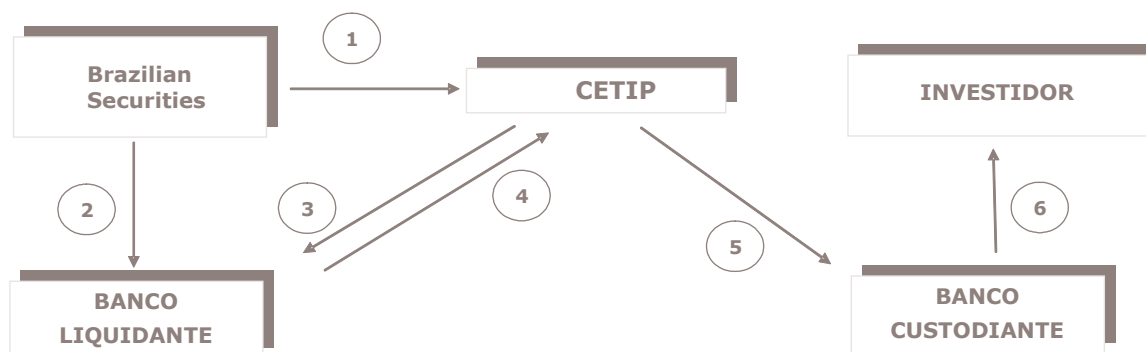 1
Brazilian
Securities
CETIP
INVESTIDOR
2
3
4
5
6
BANCO
LIQUIDANTE
BANCO
CUSTODIANTE